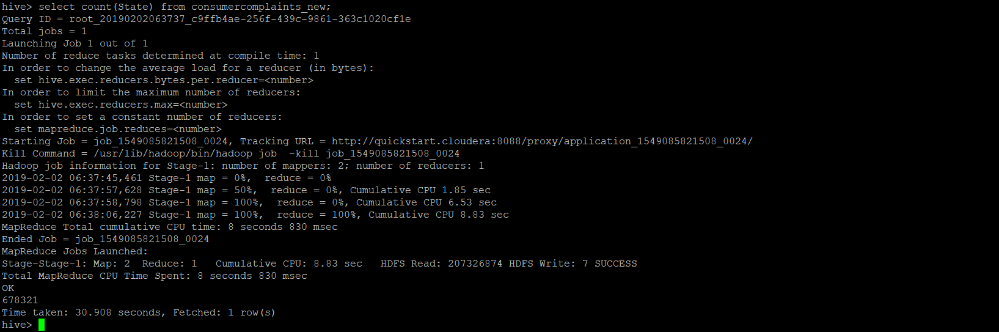 hive> select count(State) from consumercomplaints_new;
Query ID = root_20190202063737_c9ffb4ae-256f-439c-9861-363c1020cf1e
Total jobs = 1
Launching Job 1 out of 1
Number of reduce tasks determined at compile time: 1
In order to change the average load for a reducer (in bytes):
  set hive.exec.reducers.bytes.per.reducer=<number>
In order to limit the maximum number of reducers:
  set hive.exec.reducers.max=<number>
In order to set a constant number of reducers:
  set mapreduce.job.reduces=<number>
Starting Job = job_1549085821508_0024, Tracking URL = http://quickstart.cloudera:8088/proxy/application_1549085821508_0024/
Kill Command = /usr/lib/hadoop/bin/hadoop job  -kill job_1549085821508_0024
Hadoop job information for Stage-1: number of mappers: 2; number of reducers: 1
2019-02-02 06:37:45,461 Stage-1 map = 0%,  reduce = 0%
2019-02-02 06:37:57,628 Stage-1 map = 50%,  reduce = 0%, Cumulative CPU 1.85 sec
2019-02-02 06:37:58,798 Stage-1 map = 100%,  reduce = 0%, Cumulative CPU 6.53 sec
2019-02-02 06:38:06,227 Stage-1 map = 100%,  reduce = 100%, Cumulative CPU 8.83 sec
MapReduce Total cumulative CPU time: 8 seconds 830 msec
Ended Job = job_1549085821508_0024
MapReduce Jobs Launched:
Stage-Stage-1: Map: 2  Reduce: 1   Cumulative CPU: 8.83 sec   HDFS Read: 207326874 HDFS Write: 7 SUCCESS
Total MapReduce CPU Time Spent: 8 seconds 830 msec
OK
678321
Time taken: 30.908 seconds, Fetched: 1 row(s)
hive>